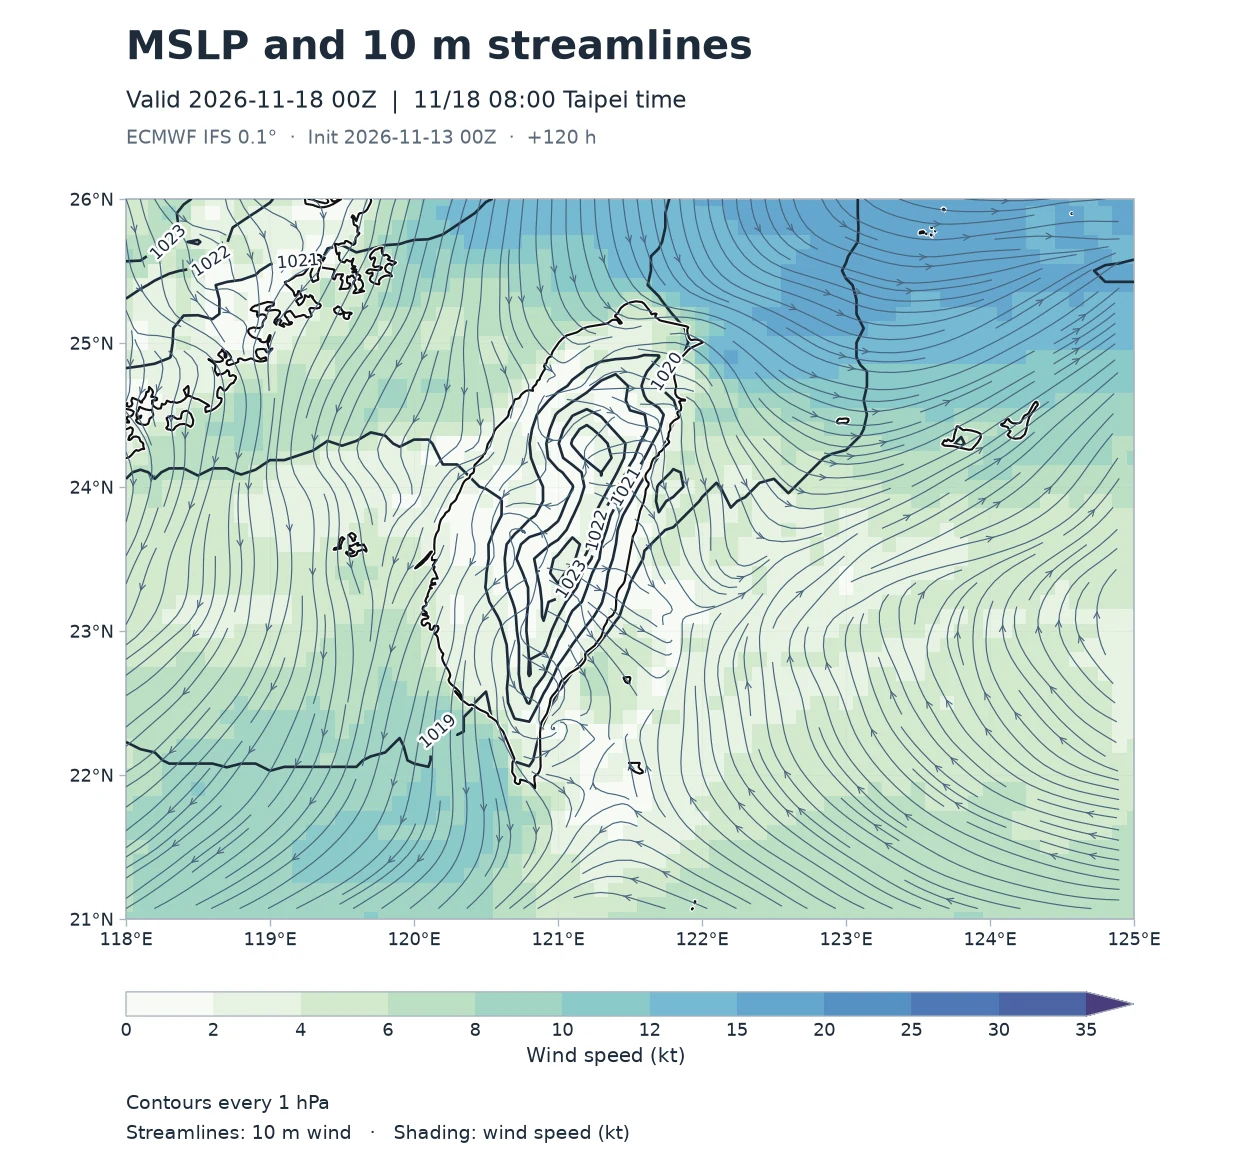 MSLP and 10 m streamlines
Valid 2026-11-18 00Z | 11/18 08:00 Taipei time
ECMWF IFS 0.1° · Init 2026-11-13 00Z · +120 h
26°N
25°N
24°N
23°N
22°N
21°N
1023
1022
1021
1020
1021
1022
1023
1019
118°E 119°E 120°E 121°E 122°E 123°E 124°E 125°E
0 2 4 6 8 10 12 15 20 25 30 35
Wind speed (kt)
Contours every 1 hPa
Streamlines: 10 m wind · Shading: wind speed (kt)